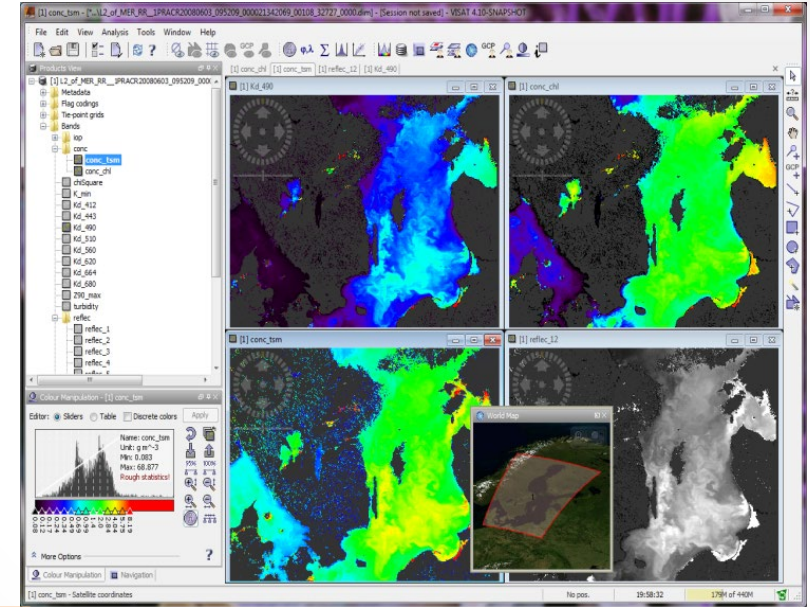 [1] conc_tsm - [*...\L2_of_MER_RR__1PRACR20080603_095209_000021342069_00108_32727_0000.dim] - [Session not saved] - VISAT 4.10-SNAPSHOT
File Edit View Analysis Tools Window Help
Products View
[1] conc_chl [1] conc_tsm [1] reflec_12 [1] Kd_490
[1] L2_of_MER_RR__1PRACR20080603_095209_000
Metadata
Flag codings
Tie-point grids
Bands
iop
conc
conc_tsm
conc_chl
chiSquare
K_min
Kd_412
Kd_443
Kd_490
Kd_510
Kd_560
Kd_620
Kd_664
Kd_680
Z90_max
turbidity
reflec
reflec_1
reflec_2
reflec_3
reflec_4
[1] Kd_490
[1] conc_chl
GCP
[1] conc_tsm
[1] reflec_12
World Map
Colour Manipulation - [1] conc_tsm
Editor: Sliders Table Discrete colors Apply
Name: conc_tsm
Unit: g m^-3
Min: 0.083
Max: 68.877
Rough statistics!
95% 100%
More Options
?
Colour Manipulation Navigation
[1] conc_tsm - Satellite coordinates No pos. 19:58:32 179M of 440M